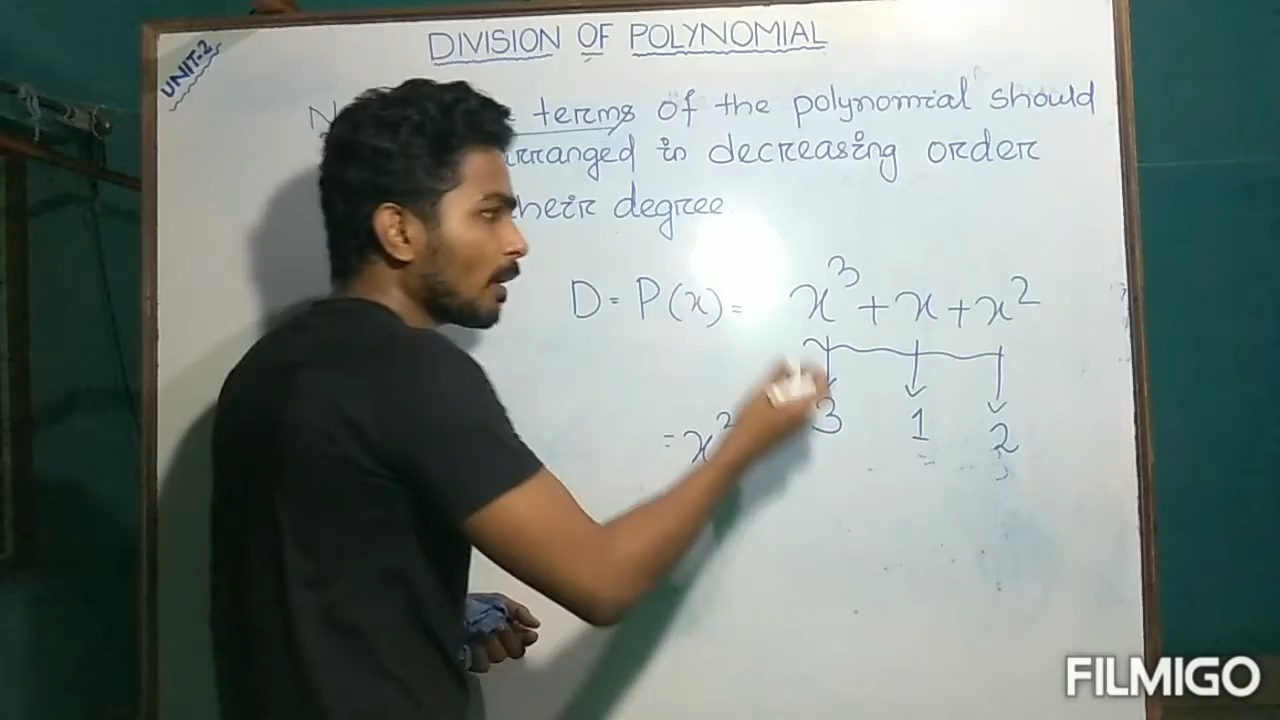 UNIT-2
DIVISION OF POLYNOMIAL
terms of the polynomial should
rranged in decreasing order
heir degree
D = P(x) = x³ + x + x²
3 1 2
= x²
FILMIGO